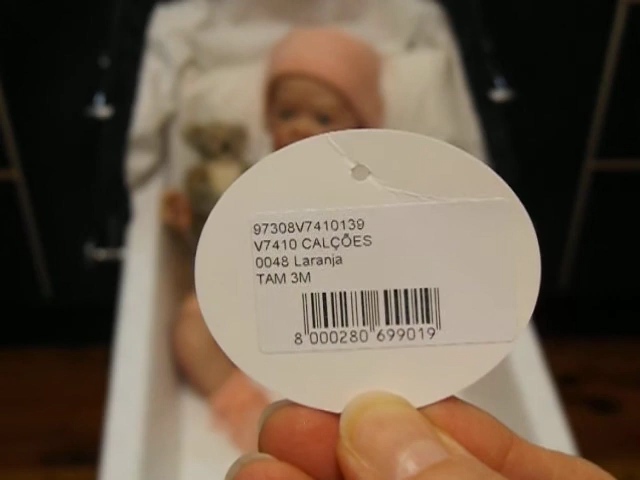 97308V7410139
V7410 CALÇÕES
0048 Laranja
TAM 3M
8 000280 699019